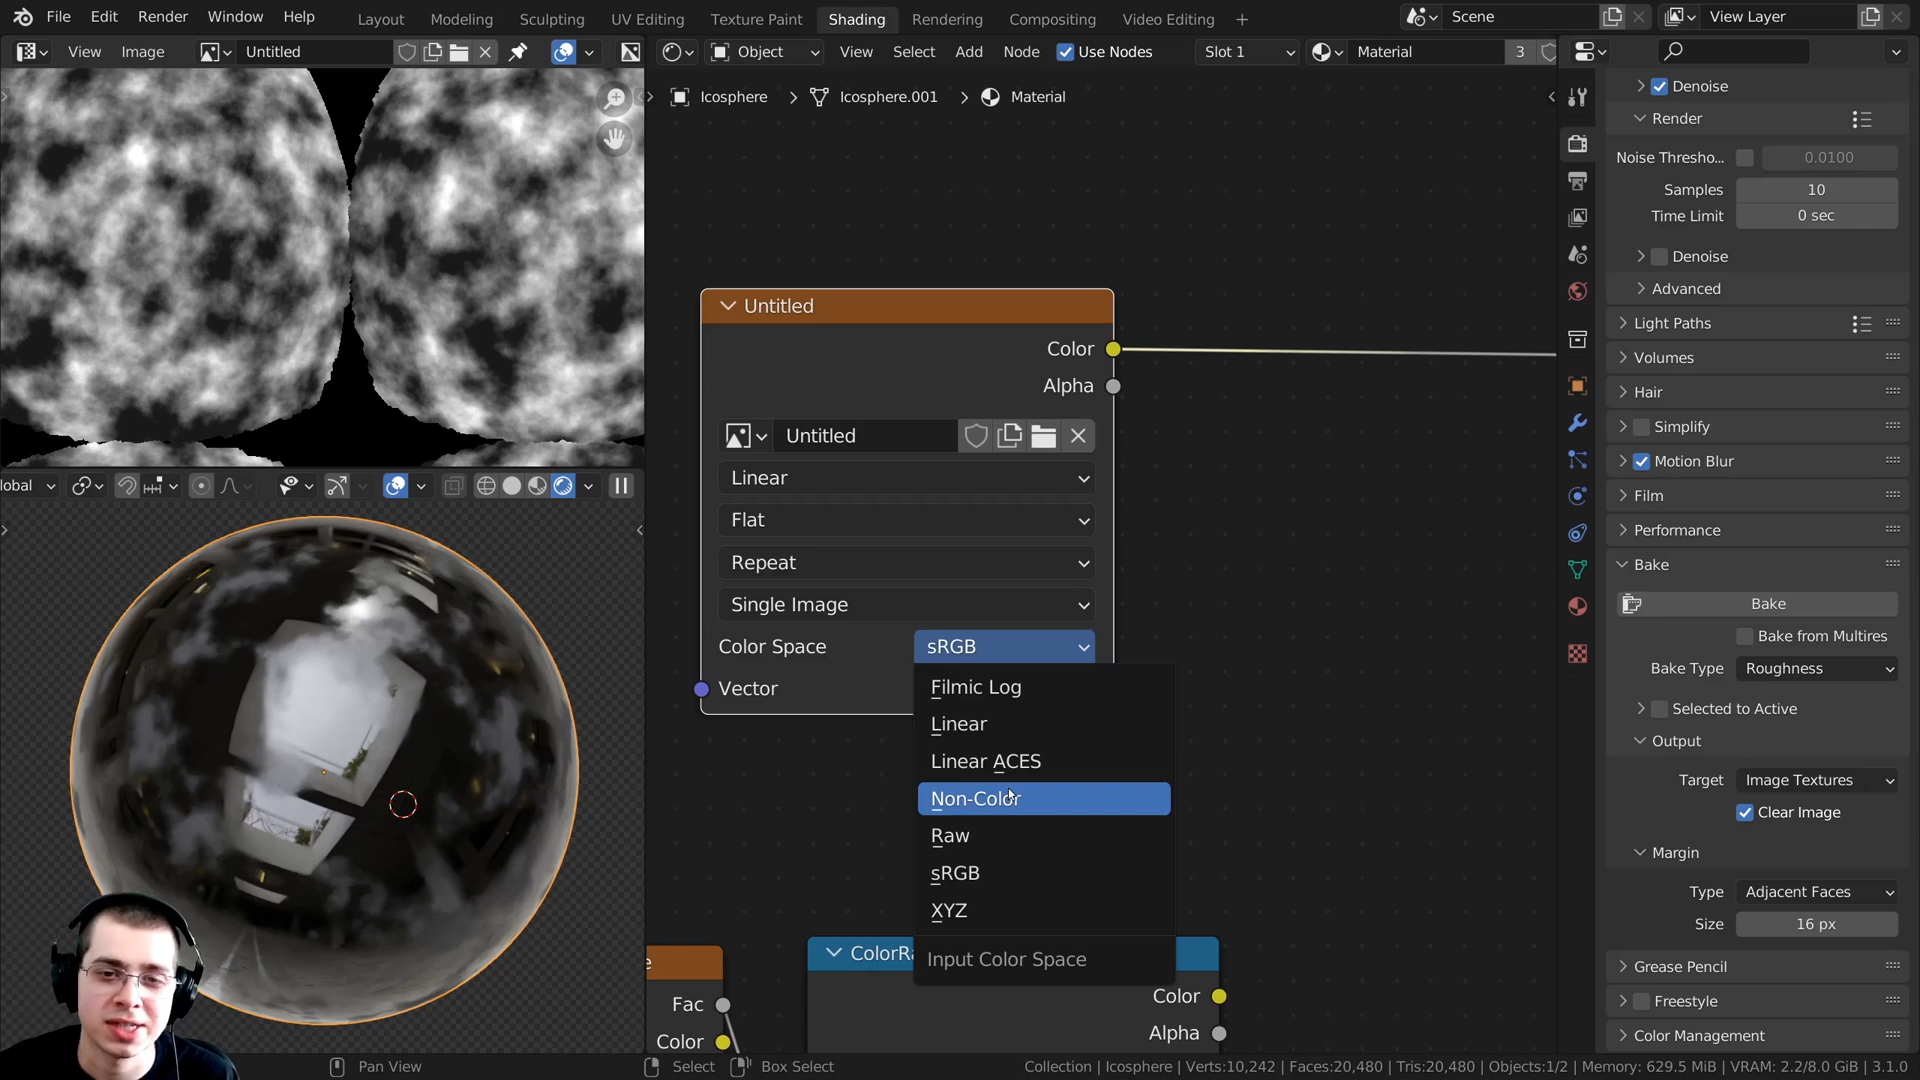 File Edit Render Window Help Layout Modeling Sculpting UV Editing Texture Paint Shading Rendering Compositing Video Editing + Scene View Layer
View Image Untitled Object View Select Add Node Use Nodes Slot 1 Material 3
Icosphere > Icosphere.001 > Material
Denoise
Render
Noise Thresho... 0.0100
Samples 10
Time Limit 0 sec
Denoise
Advanced
Light Paths
Volumes
Hair
Simplify
Motion Blur
Film
Performance
Bake
Bake
Bake from Multires
Bake Type Roughness
Selected to Active
Output
Target Image Textures
Clear Image
Margin
Type Adjacent Faces
Size 16 px
Grease Pencil
Freestyle
Color Management
Untitled
Color
Alpha
Untitled
Linear
Flat
Repeat
Single Image
Color Space sRGB
Vector
Filmic Log
Linear
Linear ACES
Non-Color
Raw
sRGB
XYZ
Input Color Space
lobal
e
Fac
Color
ColorRa
Color
Alpha
Pan View Select Box Select Collection | Icosphere | Verts:10,242 | Faces:20,480 | Tris:20,480 | Objects:1/2 | Memory: 629.5 MiB | VRAM: 2.2/8.0 GiB | 3.1.0